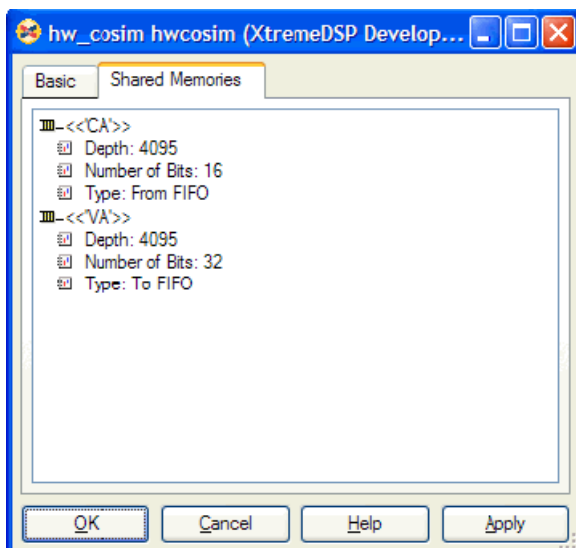 hw_cosim hwcosim (XtremeDSP Develop...
Basic
Shared Memories
<<'CA'>>
Depth: 4095
Number of Bits: 16
Type: From FIFO
<<'VA'>>
Depth: 4095
Number of Bits: 32
Type: To FIFO
OK
Cancel
Help
Apply